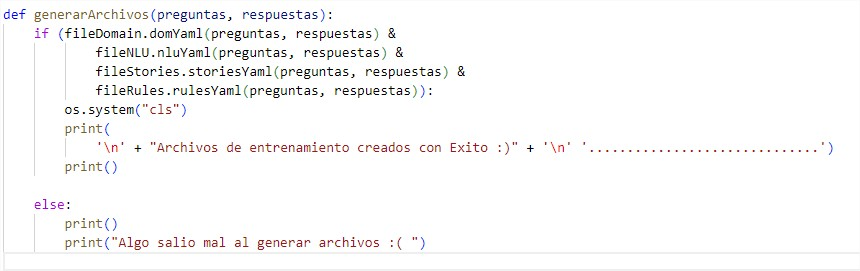 def generarArchivos(preguntas, respuestas):
    if (fileDomain.domYaml(preguntas, respuestas) &
            fileNLU.nluYaml(preguntas, respuestas) &
            fileStories.storiesYaml(preguntas, respuestas) &
            fileRules.rulesYaml(preguntas, respuestas)):
        os.system("cls")
        print(
            '\n' + "Archivos de entrenamiento creados con Exito :)" + '\n' '..............................')
        print()
    else:
        print()
        print("Algo salio mal al generar archivos :( ")